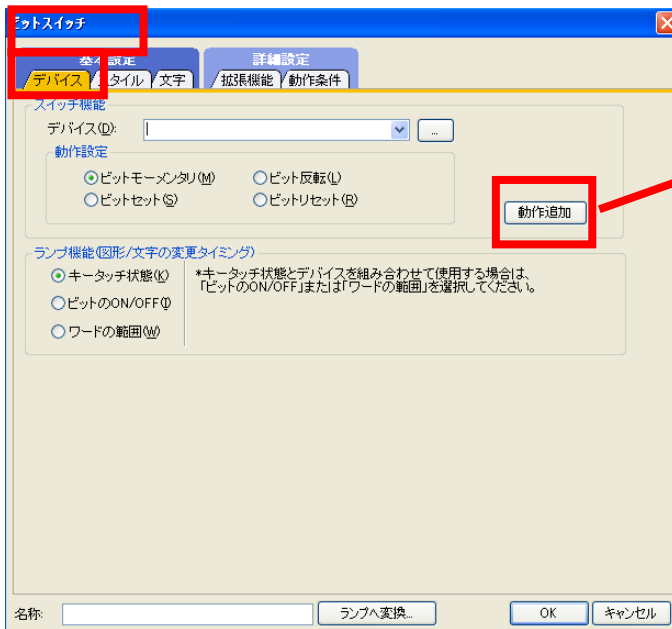 ビットスイッチ
基本設定 詳細設定
デバイス スタイル 文字 拡張機能 動作条件
スイッチ機能
デバイス(D): ...
動作設定
ビットモーメンタリ(M) ビット反転(L)
ビットセット(S) ビットリセット(R)
動作追加
ランプ機能(図形/文字の変更タイミング)
キータッチ状態(K) *キータッチ状態とデバイスを組み合わせて使用する場合は、
「ビットのON/OFF」または「ワードの範囲」を選択してください。
ビットのON/OFF(I)
ワードの範囲(W)
名称: ランプへ変換... OK キャンセル